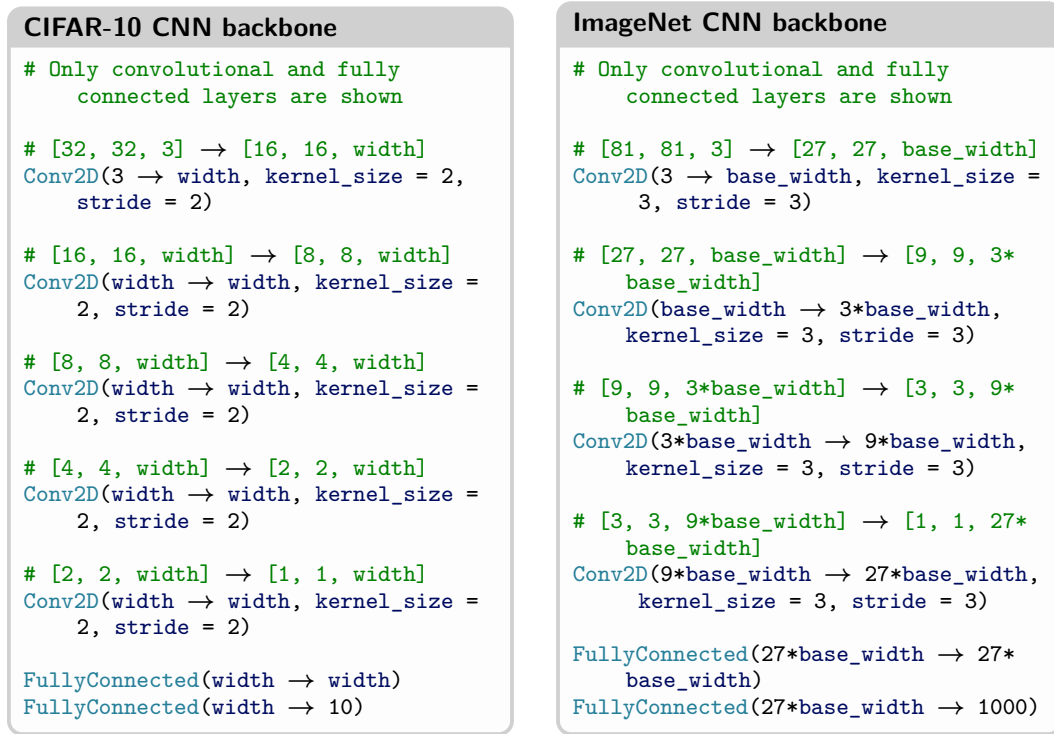 CIFAR-10 CNN backbone
# Only convolutional and fully
connected layers are shown
# [32, 32, 3] → [16, 16, width]
Conv2D(3 → width, kernel_size = 2,
stride = 2)
# [16, 16, width] → [8, 8, width]
Conv2D(width → width, kernel_size =
2, stride = 2)
# [8, 8, width] → [4, 4, width]
Conv2D(width → width, kernel_size =
2, stride = 2)
# [4, 4, width] → [2, 2, width]
Conv2D(width → width, kernel_size =
2, stride = 2)
# [2, 2, width] → [1, 1, width]
Conv2D(width → width, kernel_size =
2, stride = 2)
FullyConnected(width → width)
FullyConnected(width → 10)
ImageNet CNN backbone
# Only convolutional and fully
connected layers are shown
# [81, 81, 3] → [27, 27, base_width]
Conv2D(3 → base_width, kernel_size =
3, stride = 3)
# [27, 27, base_width] → [9, 9, 3*
base_width]
Conv2D(base_width → 3*base_width,
kernel_size = 3, stride = 3)
# [9, 9, 3*base_width] → [3, 3, 9*
base_width]
Conv2D(3*base_width → 9*base_width,
kernel_size = 3, stride = 3)
# [3, 3, 9*base_width] → [1, 1, 27*
base_width]
Conv2D(9*base_width → 27*base_width,
kernel_size = 3, stride = 3)
FullyConnected(27*base_width → 27*
base_width)
FullyConnected(27*base_width → 1000)